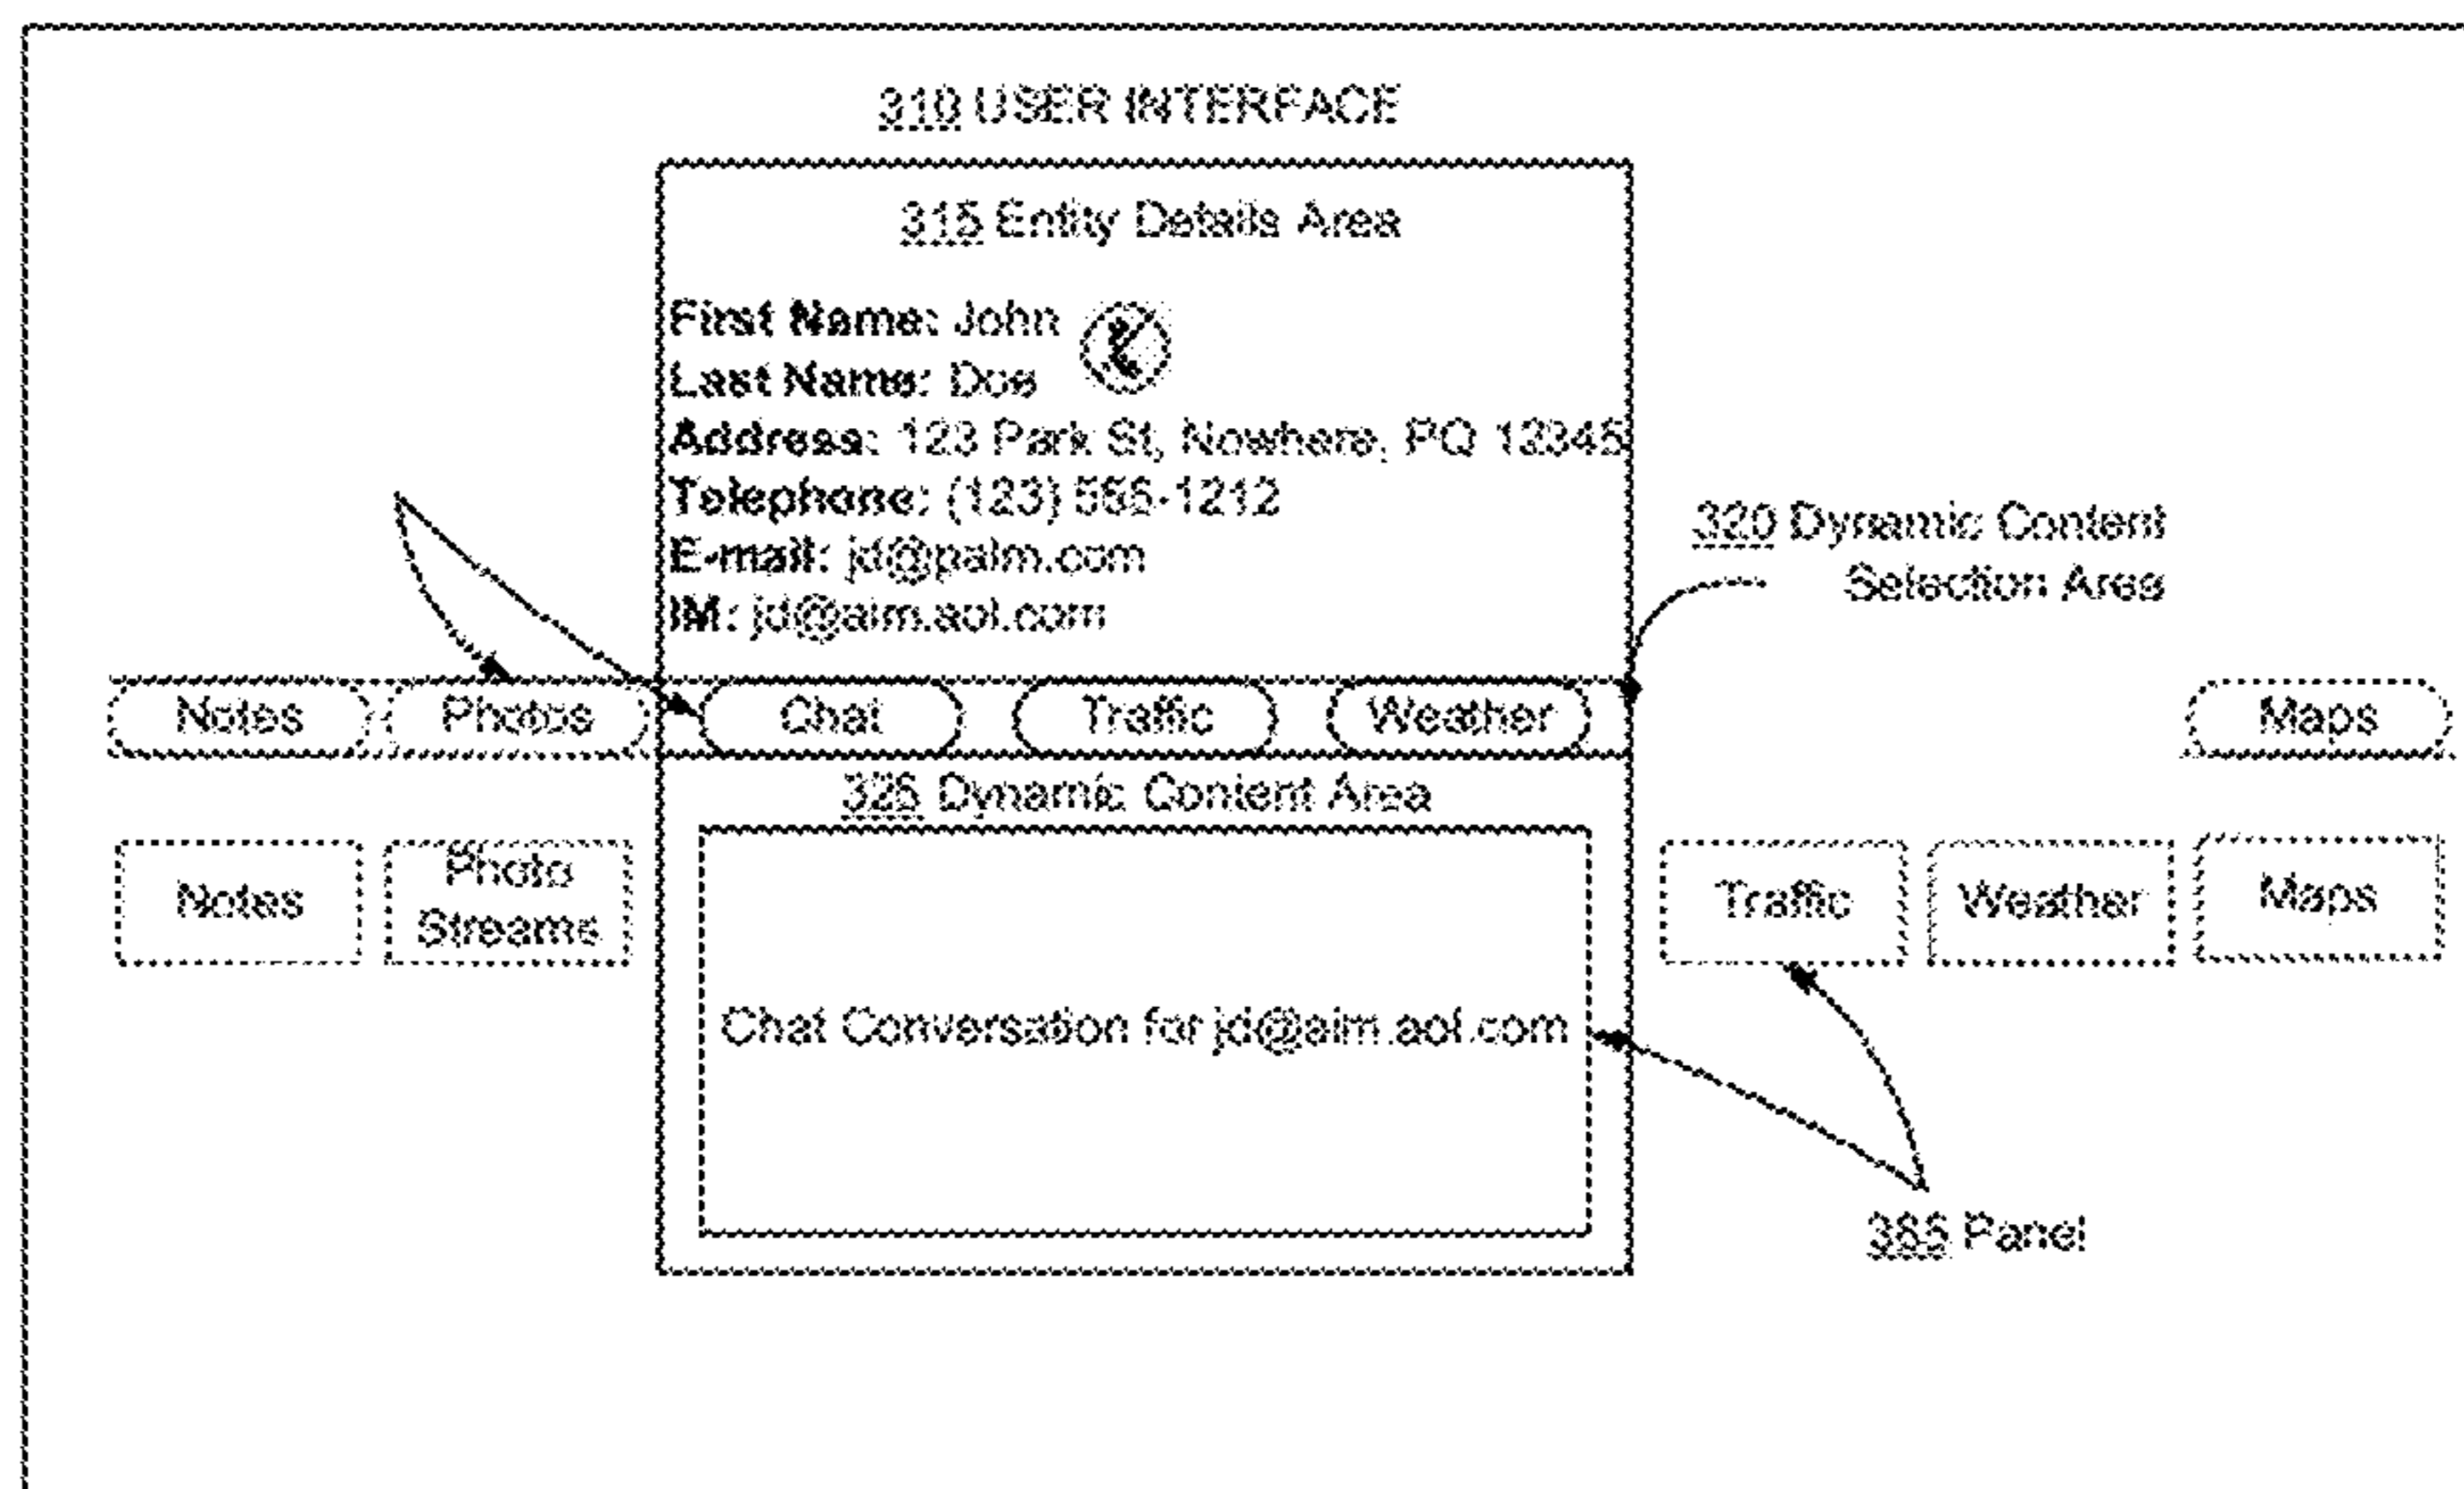 310 USER INTERFACE
315 Entity Details Area
First Name: John
Last Name: Doe
Address: 123 Park St, Nowhere, PQ 12345
Telephone: (123) 555-1212
E-mail: jd@palm.com
IM: jd@aim.aol.com
320 Dynamic Content
Selection Area
Notes
Photos
Chat
Traffic
Weather
Maps
325 Dynamic Content Area
Notes
Photo
Streams
Traffic
Weather
Maps
Chat Conversation for jd@aim.aol.com
365 Panel